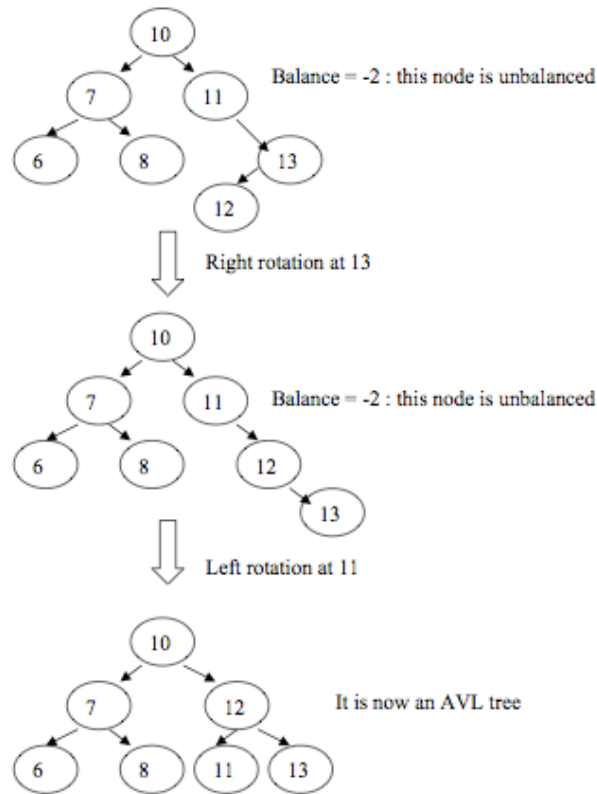 10
7 11 Balance = -2 : this node is unbalanced
6 8 13
12
Right rotation at 13
10
7 11 Balance = -2 : this node is unbalanced
6 8 12
13
Left rotation at 11
10
7 12 It is now an AVL tree
6 8 11 13